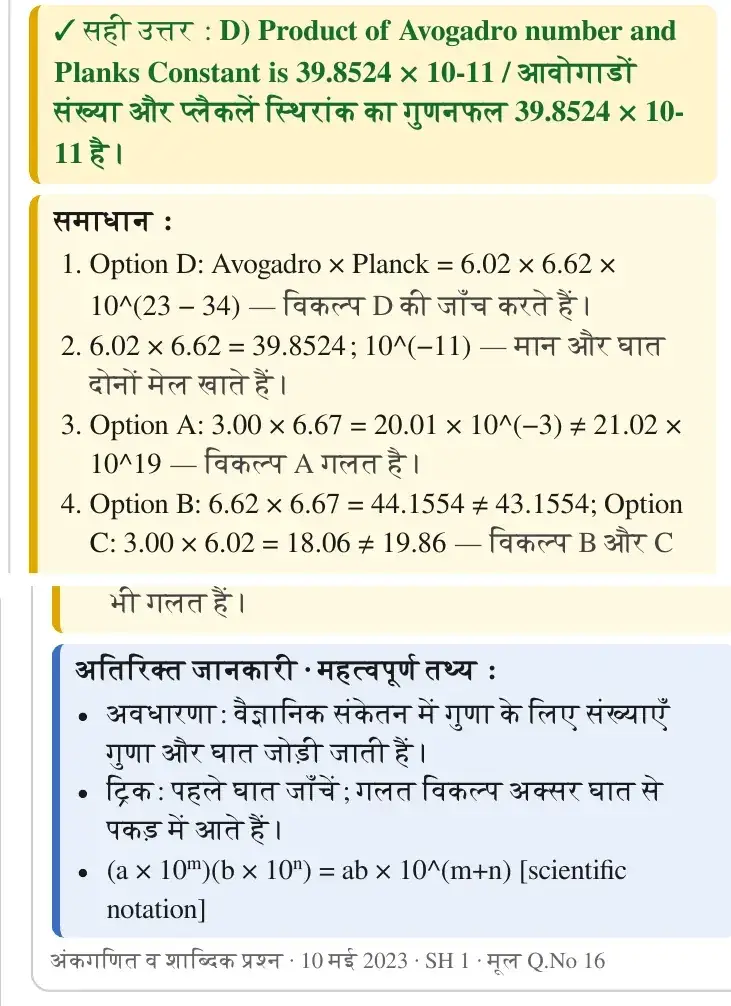 ✓ सही उत्तर : D) Product of Avogadro number and
Planks Constant is 39.8524 × 10-11 / आवोगाडों
संख्या और प्लैकलें स्थिरांक का गुणनफल 39.8524 × 10-
11 है।
समाधान :
1. Option D: Avogadro × Planck = 6.02 × 6.62 ×
10^(23 − 34) — विकल्प D की जाँच करते हैं।
2. 6.02 × 6.62 = 39.8524; 10^(−11) — मान और घात
दोनों मेल खाते हैं।
3. Option A: 3.00 × 6.67 = 20.01 × 10^(−3) ≠ 21.02 ×
10^19 — विकल्प A गलत है।
4. Option B: 6.62 × 6.67 = 44.1554 ≠ 43.1554; Option
C: 3.00 × 6.02 = 18.06 ≠ 19.86 — विकल्प B और C
भी गलत हैं।
अतिरिक्त जानकारी · महत्वपूर्ण तथ्य :
• अवधारणा : वैज्ञानिक संकेतन में गुणा के लिए संख्याएँ
गुणा और घात जोड़ी जाती हैं।
• ट्रिक : पहले घात जाँचें ; गलत विकल्प अक्सर घात से
पकड़ में आते हैं।
• (a × 10ᵐ)(b × 10ⁿ) = ab × 10^(m+n) [scientific
notation]
अंकगणित व शाब्दिक प्रश्न · 10 मई 2023 · SH 1 · मूल Q.No 16